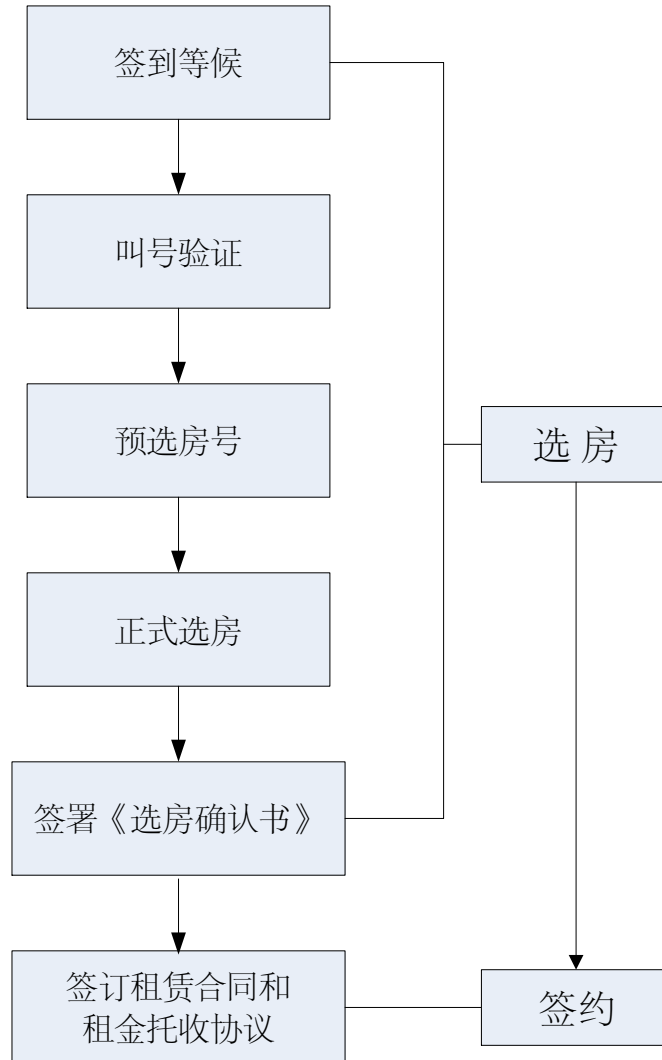 签到等候
叫号验证
预选房号
选 房
正式选房
签署《选房确认书》
签订租赁合同和
租金托收协议
签约